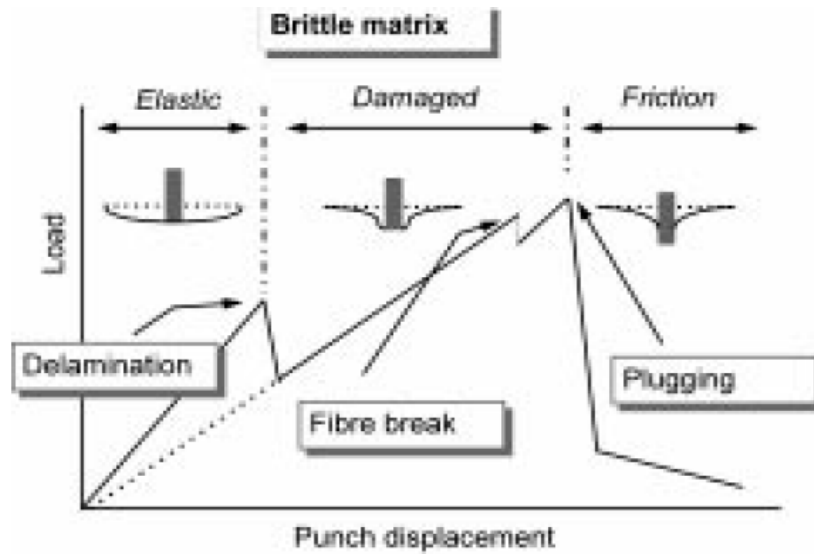 Brittle matrix
Elastic
Damaged
Friction
Load
Delamination
Fibre break
Plugging
Punch displacement